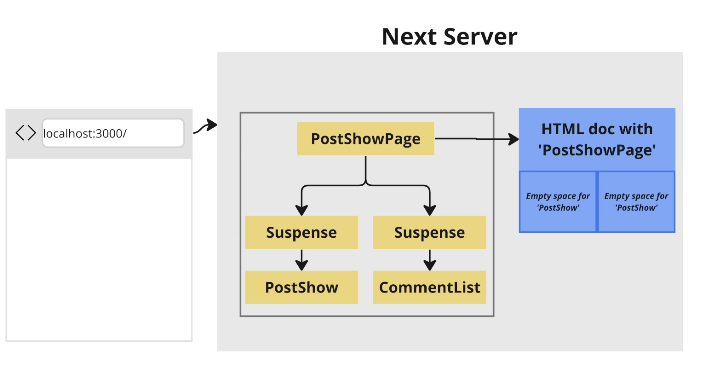 Next Server
localhost:3000/
PostShowPage
HTML doc with
'PostShowPage'
Empty space for
'PostShow'
Empty space for
'PostShow'
Suspense
Suspense
PostShow
CommentList